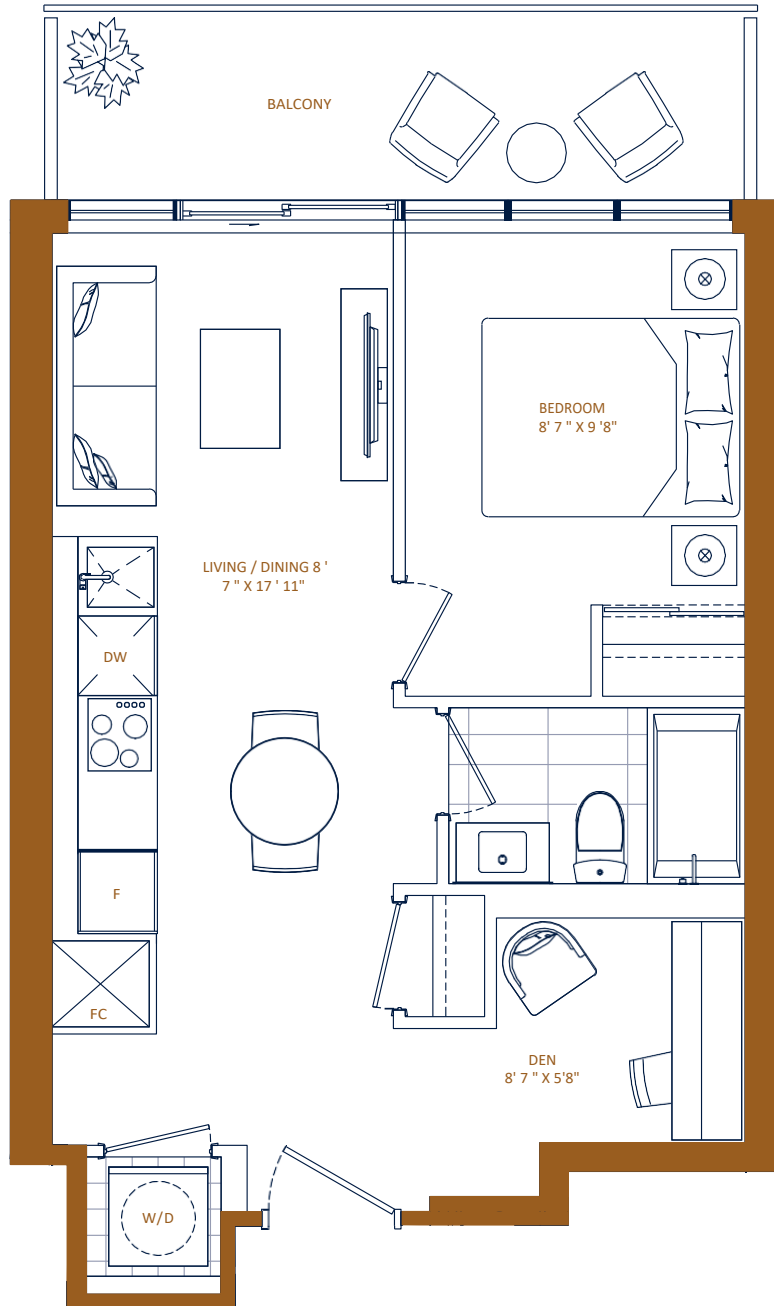 BALCONY
BEDROOM
8' 7 " X 9 '8"
LIVING / DINING 8 '
7 " X 17 ' 11"
DW
F
FC
DEN
8' 7 " X 5'8"
W/D